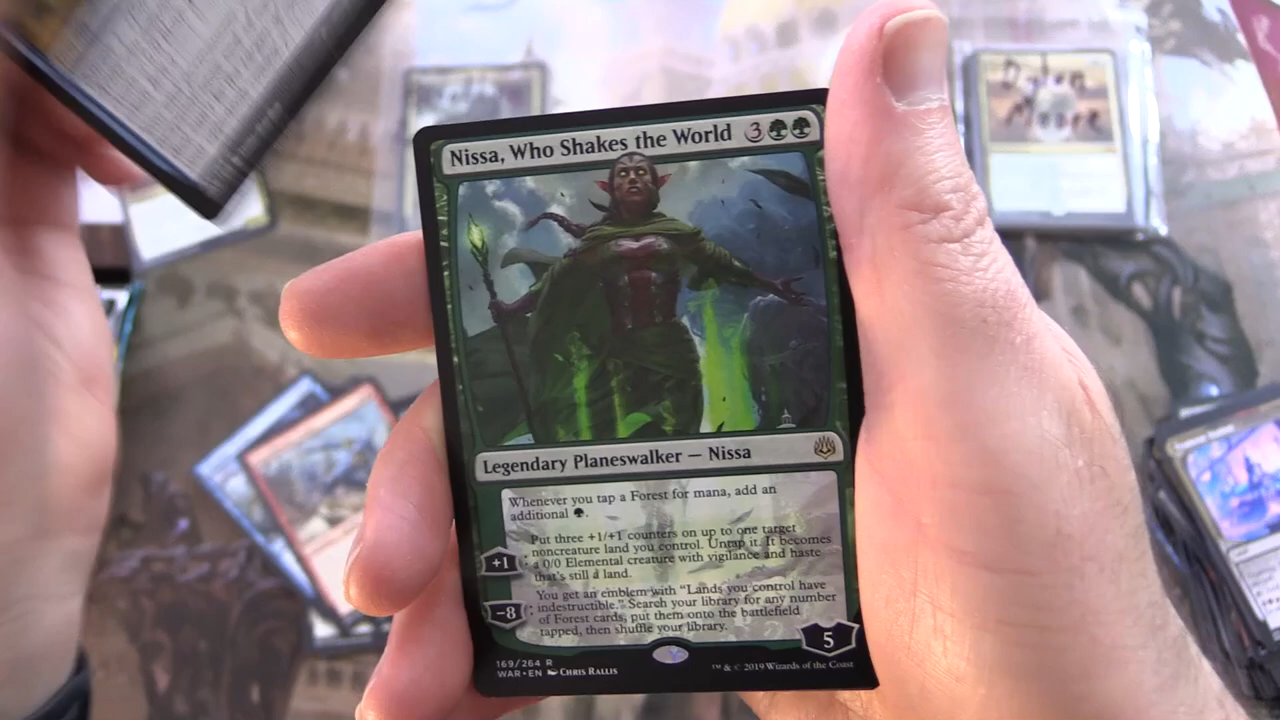 Nissa, Who Shakes the World 3
Legendary Planeswalker — Nissa
Whenever you tap a Forest for mana, add an
additional .
Put three +1/+1 counters on up to one target
noncreature land you control. Untap it. It becomes
+1 : a 0/0 Elemental creature with vigilance and haste
that's still a land.
You get an emblem with "Lands you control have
−8 : indestructible." Search your library for any number
of Forest cards, put them onto the battlefield
tapped, then shuffle your library.
5
169/264 R
WAR • EN Chris Rallis
™ & © 2019 Wizards of the Coast